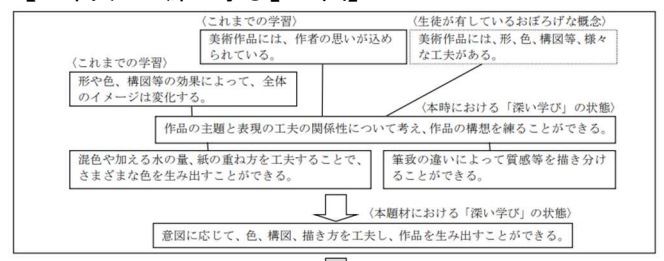 〈これまでの学習〉
美術作品には、作者の思いが込め
られている。
〈生徒が有しているおぼろげな概念〉
美術作品には、形、色、構図等、様々
な工夫がある。
〈これまでの学習〉
形や色、構図等の効果によって、全体
のイメージは変化する。
〈本時における「深い学び」の状態〉
作品の主題と表現の工夫の関係性について考え、作品の構想を練ることができる。
混色や加える水の量、紙の重ね方を工夫することで、
さまざまな色を生み出すことができる。
筆致の違いによって質感等を描き分け
ることができる。
〈本題材における「深い学び」の状態〉
意図に応じて、色、構図、描き方を工夫し、作品を生み出すことができる。